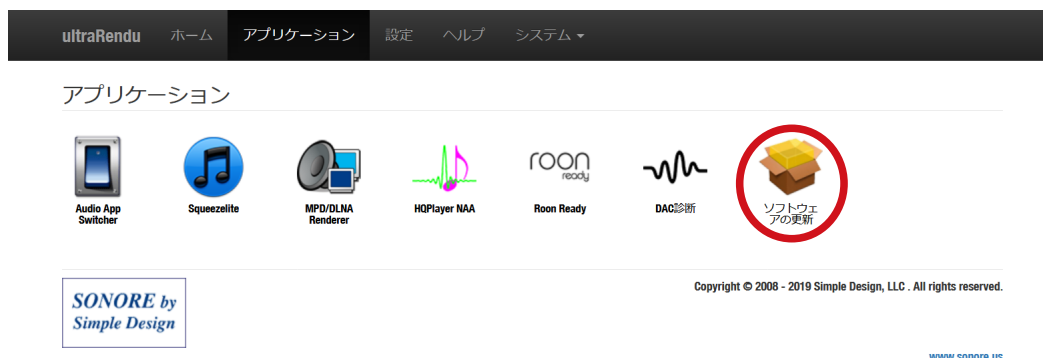 ultraRendu ホーム アプリケーション 設定 ヘルプ システム
アプリケーション
roon
ready
Audio App
Switcher
Squeezelite
MPD/DLNA
Renderer
HQPlayer NAA
Roon Ready
DAC診断
ソフトウェ
アの更新
SONORE by
Simple Design
Copyright © 2008 - 2019 Simple Design, LLC . All rights reserved.
www.sonore.us